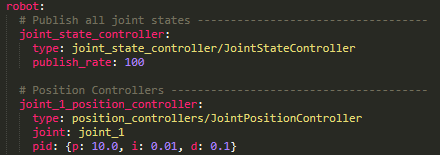 robot:
  # Publish all joint states -----------------------------------
  joint_state_controller:
    type: joint_state_controller/JointStateController
    publish_rate: 100

  # Position Controllers ---------------------------------------
  joint_1_position_controller:
    type: position_controllers/JointPositionController
    joint: joint_1
    pid: {p: 10.0, i: 0.01, d: 0.1}